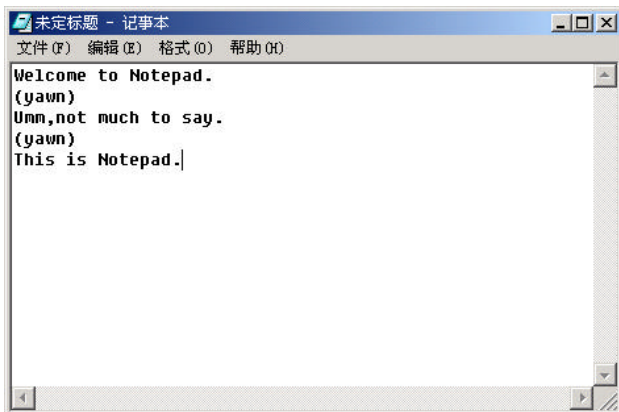 未定标题 - 记事本
文件(F) 编辑(E) 格式(O) 帮助(H)
Welcome to Notepad.
(yawn)
Umm,not much to say.
(yawn)
This is Notepad.